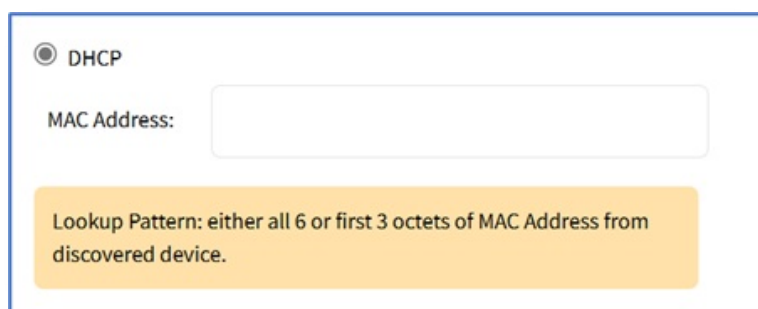 DHCP
MAC Address:
Lookup Pattern: either all 6 or first 3 octets of MAC Address from
discovered device.